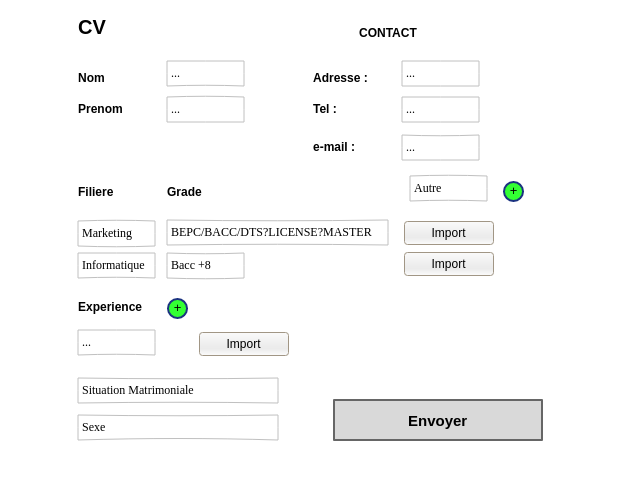 CV
CONTACT
Nom ... Adresse : ...
Prenom ... Tel : ...
e-mail : ...
Filiere Grade Autre +
Marketing BEPC/BACC/DTS?LICENSE?MASTER Import
Informatique Bacc +8 Import
Experience +
... Import
Situation Matrimoniale
Sexe
Envoyer